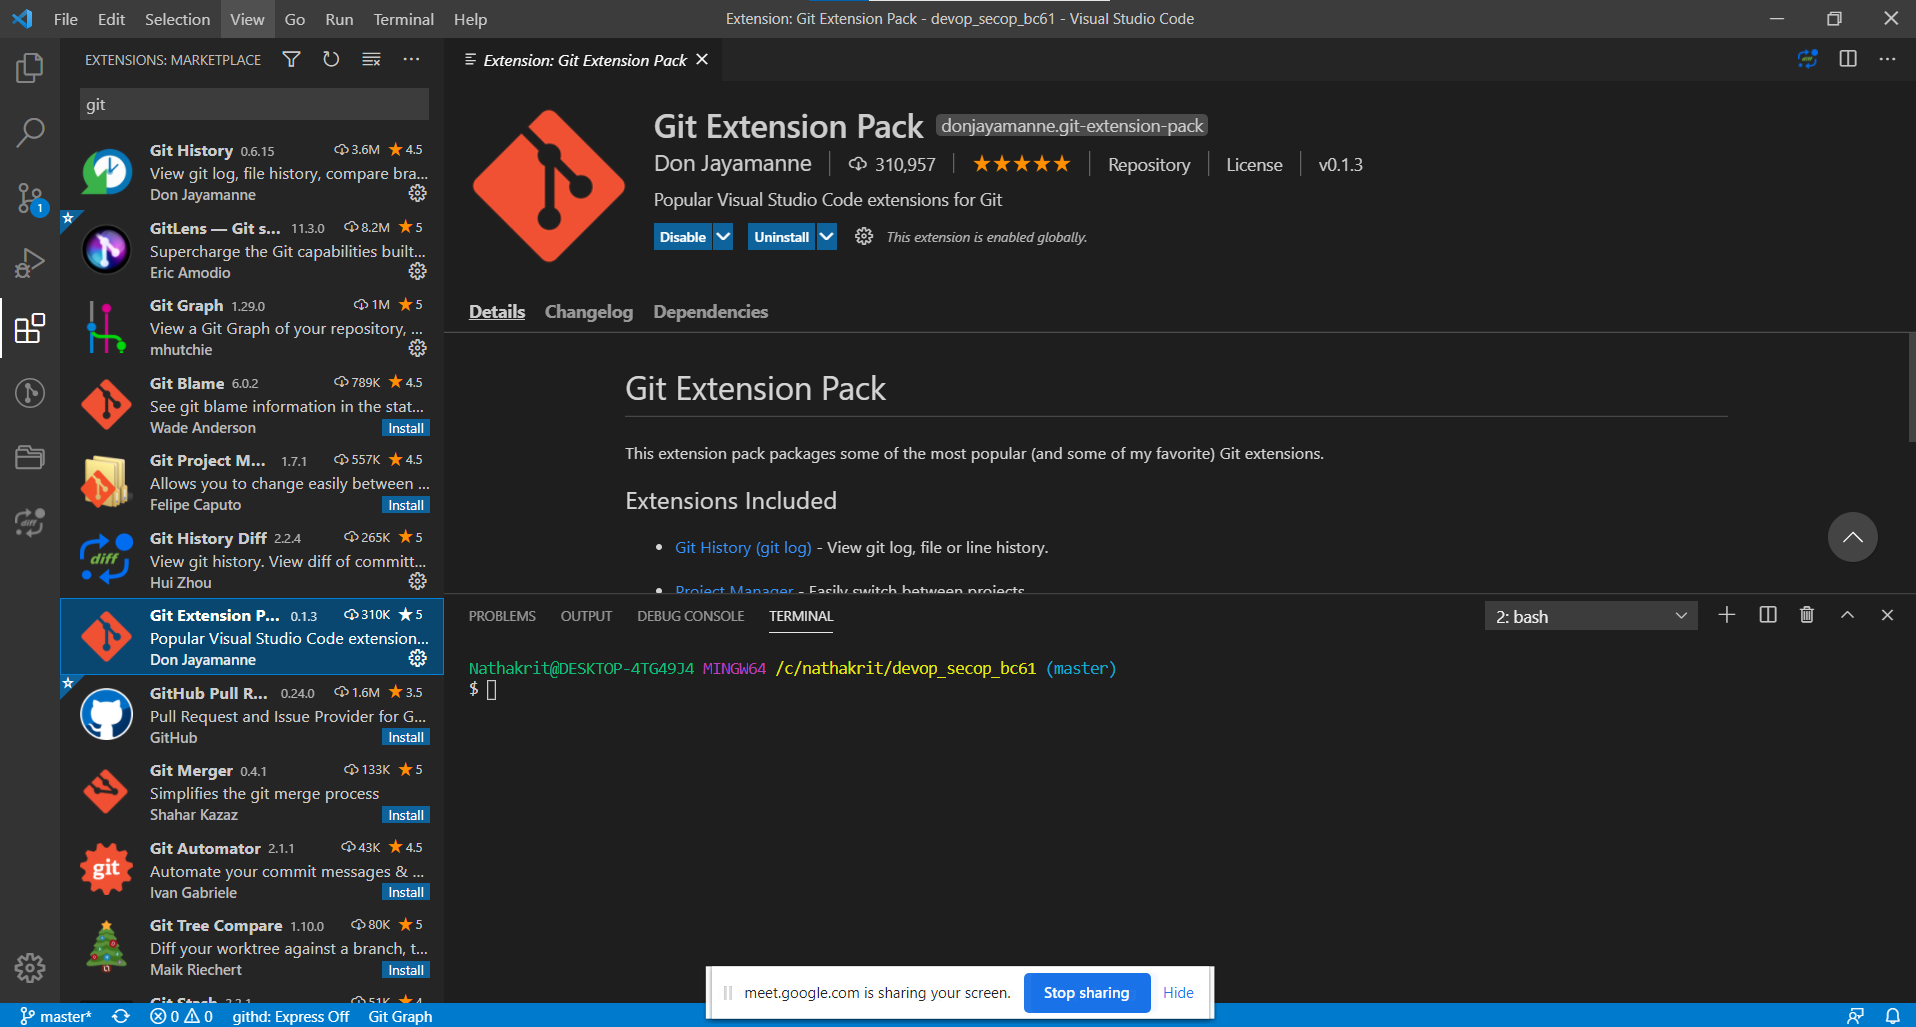 File Edit Selection View Go Run Terminal Help
Extension: Git Extension Pack - devop_secop_bc61 - Visual Studio Code
EXTENSIONS: MARKETPLACE
git
Git History 0.6.15 3.6M 4.5
View git log, file history, compare bra...
Don Jayamanne
GitLens — Git s... 11.3.0 8.2M 5
Supercharge the Git capabilities built...
Eric Amodio
Git Graph 1.29.0 1M 5
View a Git Graph of your repository, ...
mhutchie
Git Blame 6.0.2 789K 4.5
See git blame information in the stat...
Wade Anderson Install
Git Project M... 1.7.1 557K 4.5
Allows you to change easily between ...
Felipe Caputo Install
diff
Git History Diff 2.2.4 265K 5
View git history. View diff of committ...
Hui Zhou
Git Extension P... 0.1.3 310K 5
Popular Visual Studio Code extension...
Don Jayamanne
GitHub Pull R... 0.24.0 1.6M 3.5
Pull Request and Issue Provider for G...
GitHub Install
Git Merger 0.4.1 133K 5
Simplifies the git merge process
Shahar Kazaz Install
git
Git Automator 2.1.1 43K 4.5
Automate your commit messages & ...
Ivan Gabriele Install
Git Tree Compare 1.10.0 80K 5
Diff your worktree against a branch, t...
Maik Riechert Install
Git Stash 51K 4
1
diff
Extension: Git Extension Pack
diff
Git Extension Pack donjayamanne.git-extension-pack
Don Jayamanne 310,957 Repository License v0.1.3
Popular Visual Studio Code extensions for Git
Disable Uninstall This extension is enabled globally.
Details Changelog Dependencies
Git Extension Pack
This extension pack packages some of the most popular (and some of my favorite) Git extensions.
Extensions Included
• Git History (git log) - View git log, file or line history.
• Project Manager - Easily switch between projects
PROBLEMS OUTPUT DEBUG CONSOLE TERMINAL 2: bash
Nathakrit@DESKTOP-4TG49J4 MINGW64 /c/nathakrit/devop_secop_bc61 (master)
$
meet.google.com is sharing your screen. Stop sharing Hide
master* 0 0 githd: Express Off Git Graph